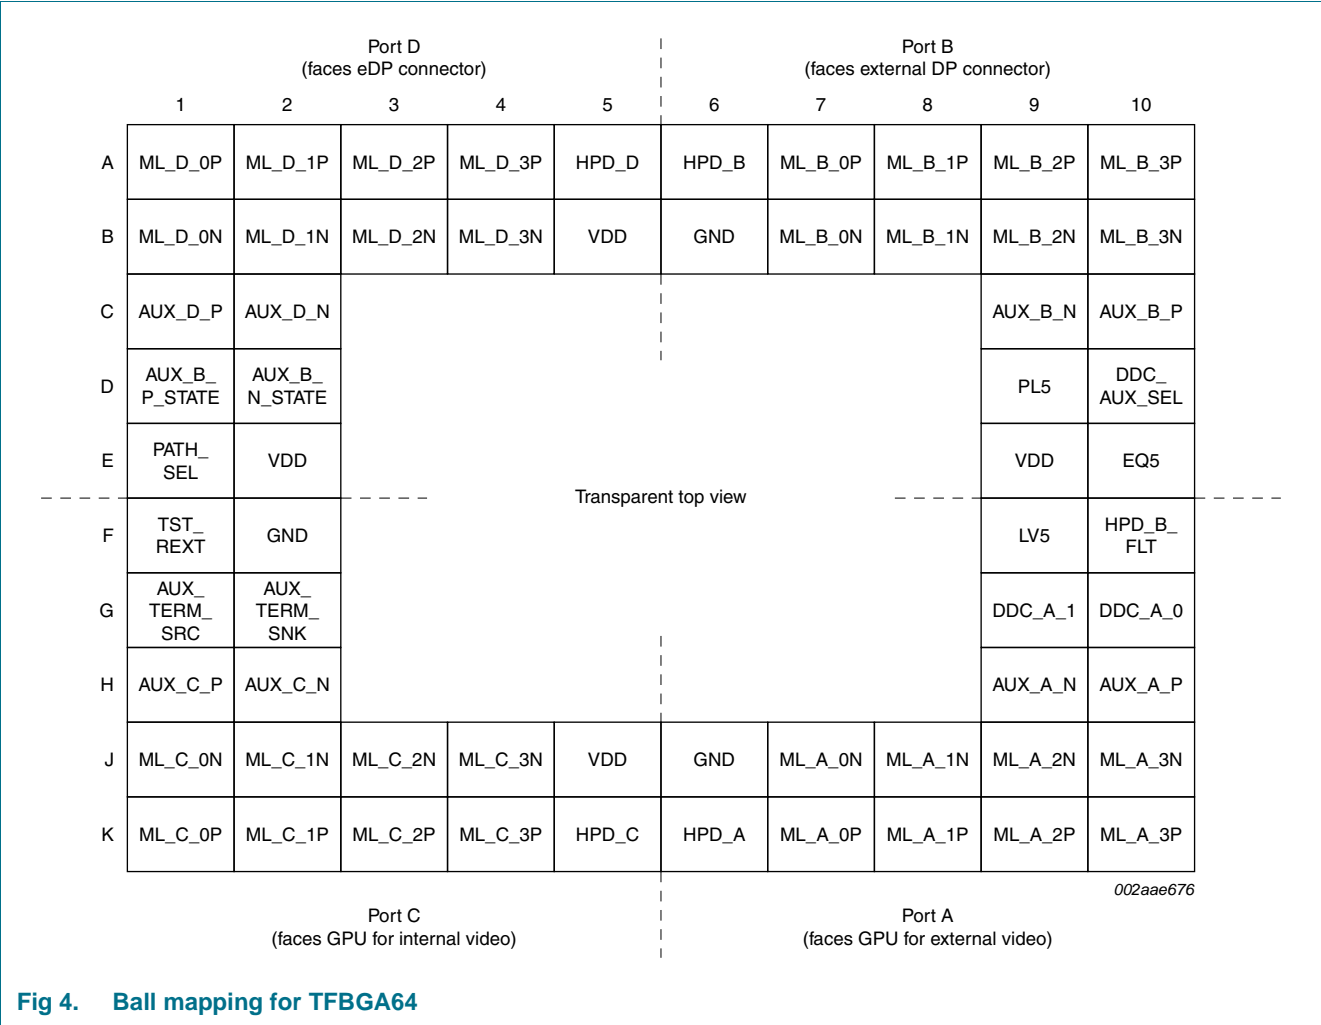 Port D
(faces eDP connector)
Port B
(faces external DP connector)
1 2 3 4 5 6 7 8 9 10
A ML_D_0P ML_D_1P ML_D_2P ML_D_3P HPD_D HPD_B ML_B_0P ML_B_1P ML_B_2P ML_B_3P
B ML_D_0N ML_D_1N ML_D_2N ML_D_3N VDD GND ML_B_0N ML_B_1N ML_B_2N ML_B_3N
C AUX_D_P AUX_D_N AUX_B_N AUX_B_P
D
AUX_B_
P_STATE
AUX_B_
N_STATE
PL5
DDC_
AUX_SEL
E
PATH_
SEL
VDD
VDD
EQ5
Transparent top view
F
TST_
REXT
GND
LV5
HPD_B_
FLT
G
AUX_
TERM_
SRC
AUX_
TERM_
SNK
DDC_A_1
DDC_A_0
H AUX_C_P AUX_C_N AUX_A_N AUX_A_P
J ML_C_0N ML_C_1N ML_C_2N ML_C_3N VDD GND ML_A_0N ML_A_1N ML_A_2N ML_A_3N
K ML_C_0P ML_C_1P ML_C_2P ML_C_3P HPD_C HPD_A ML_A_0P ML_A_1P ML_A_2P ML_A_3P
002aae676
Port C
(faces GPU for internal video)
Port A
(faces GPU for external video)
Fig 4. Ball mapping for TFBGA64